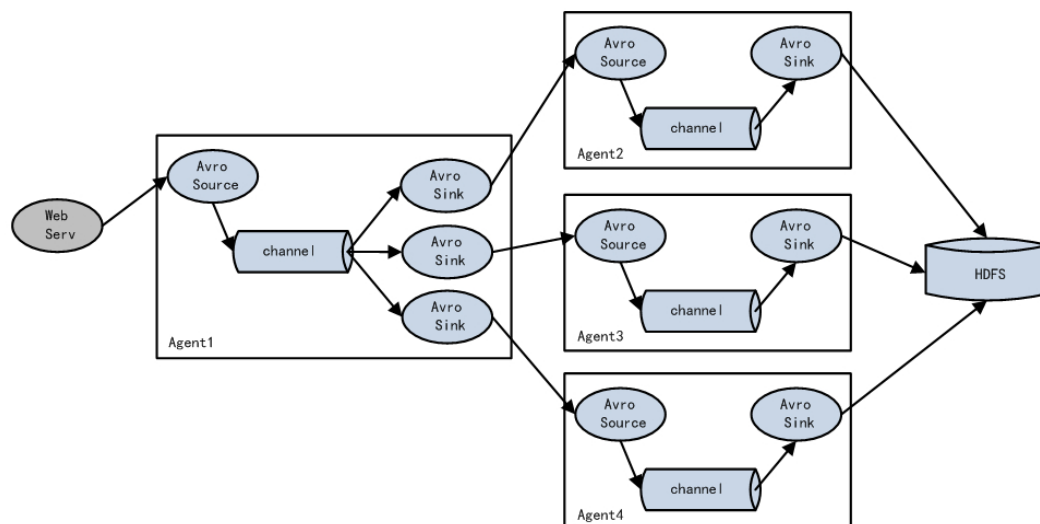 Web
Serv
Avro
Source
channel
Avro
Sink
Avro
Sink
Avro
Sink
Agent1
Avro
Source
channel
Avro
Sink
Agent2
Avro
Source
channel
Avro
Sink
Agent3
Avro
Source
channel
Avro
Sink
Agent4
HDFS